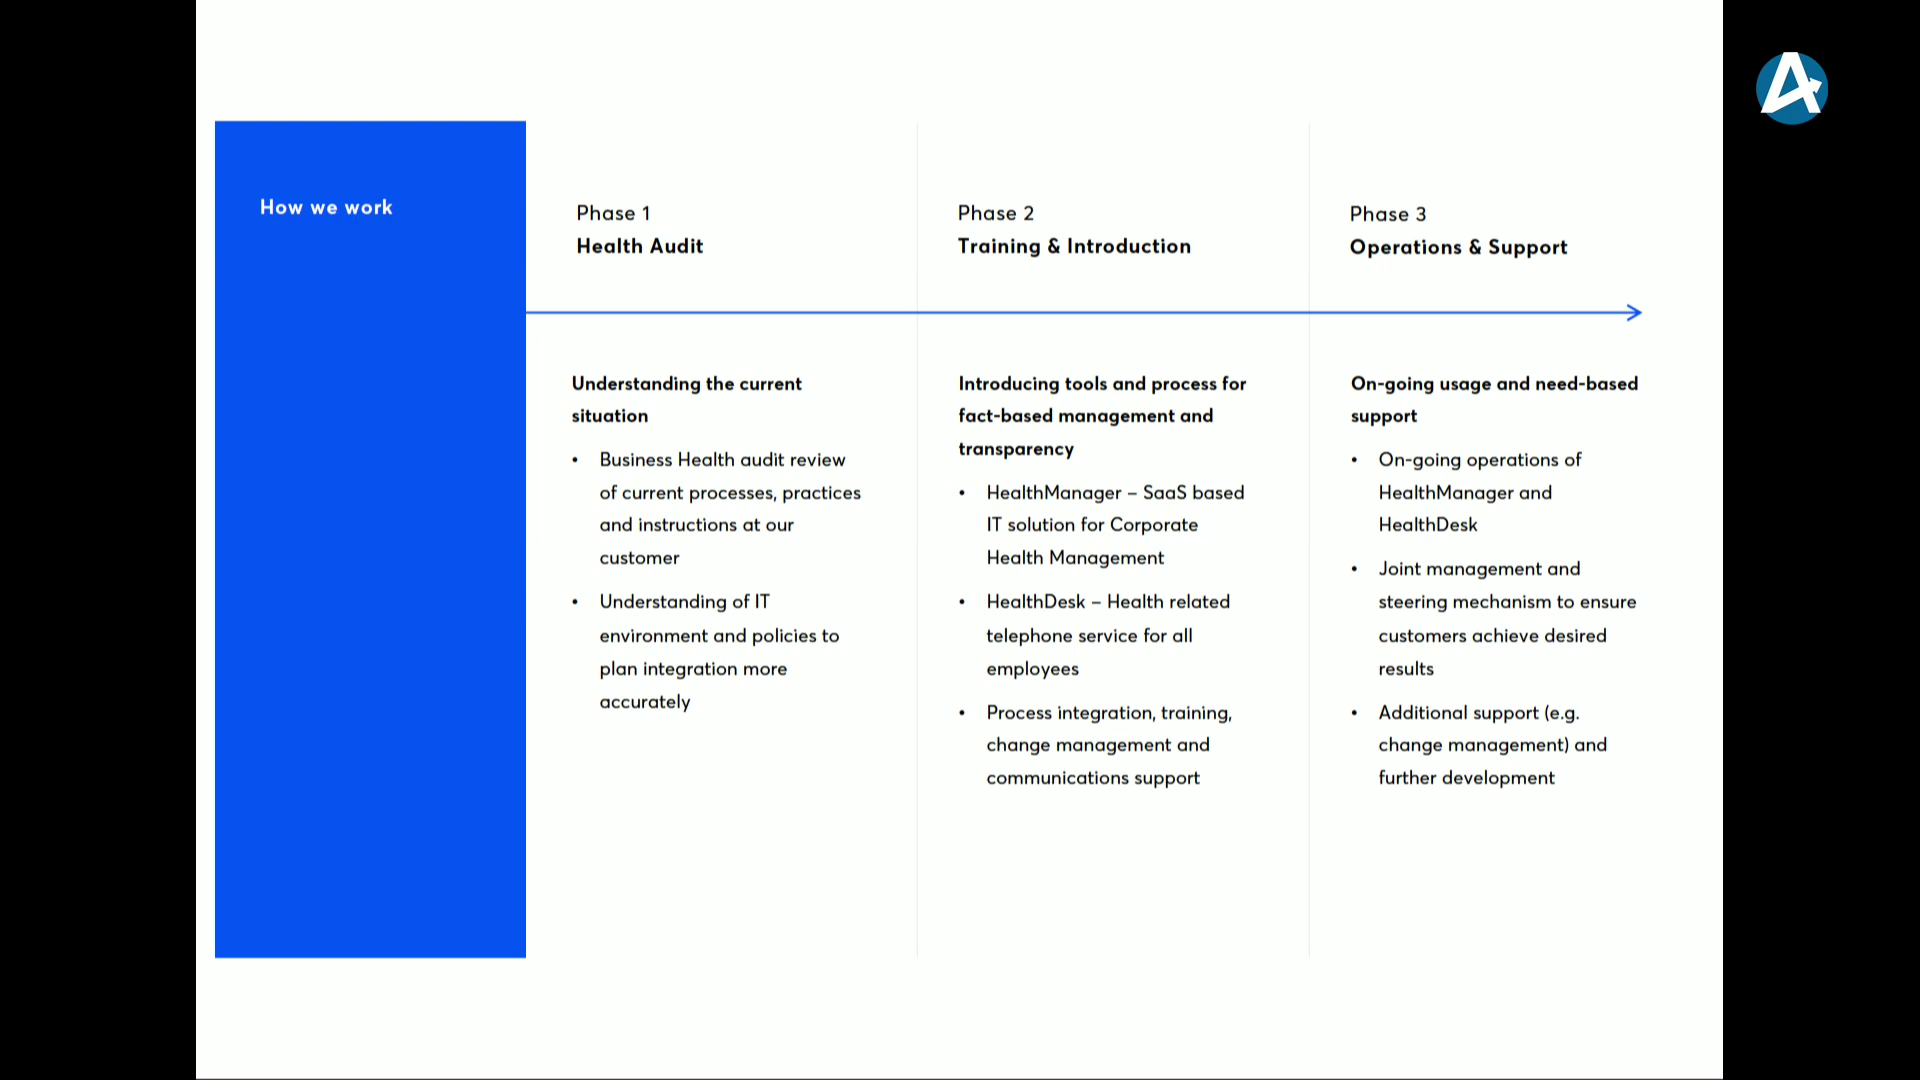 How we work
Phase 1
Health Audit
Understanding the current
situation
• Business Health audit review
of current processes, practices
and instructions at our
customer
• Understanding of IT
environment and policies to
plan integration more
accurately
Phase 2
Training & Introduction
Introducing tools and process for
fact-based management and
transparency
• HealthManager – SaaS based
IT solution for Corporate
Health Management
• HealthDesk – Health related
telephone service for all
employees
• Process integration, training,
change management and
communications support
Phase 3
Operations & Support
On-going usage and need-based
support
• On-going operations of
HealthManager and
HealthDesk
• Joint management and
steering mechanism to ensure
customers achieve desired
results
• Additional support (e.g.
change management) and
further development